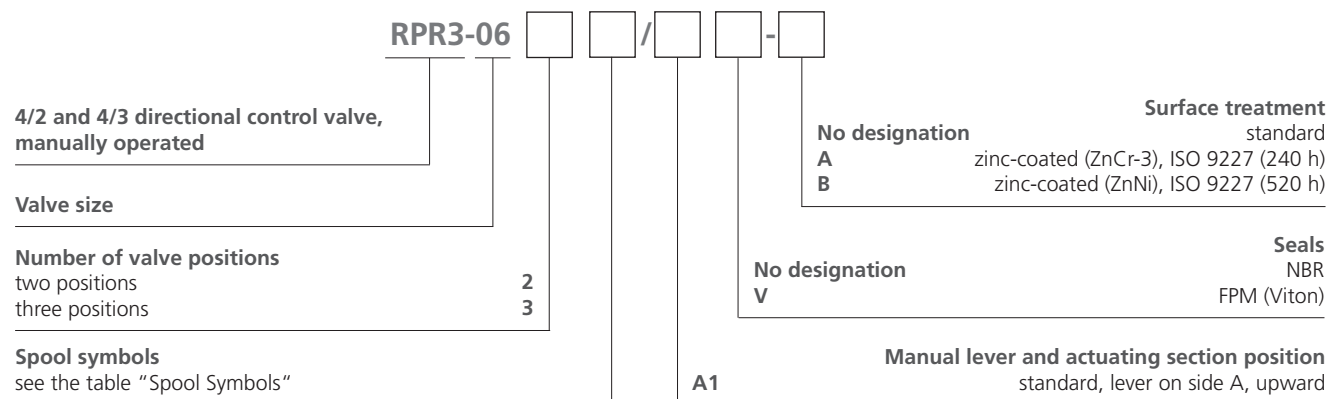 RPR3-06 / -
4/2 and 4/3 directional control valve,
manually operated
Valve size
Number of valve positions
two positions 2
three positions 3
Spool symbols
see the table “Spool Symbols“
Surface treatment
No designation standard
A zinc-coated (ZnCr-3), ISO 9227 (240 h)
B zinc-coated (ZnNi), ISO 9227 (520 h)
Seals
No designation NBR
V FPM (Viton)
Manual lever and actuating section position
A1 standard, lever on side A, upward